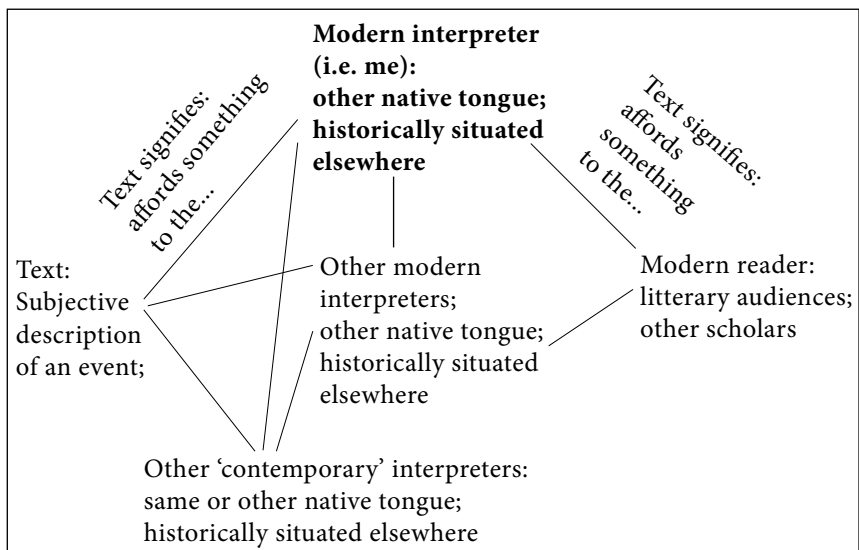 Modern interpreter
(i.e. me):
other native tongue;
historically situated
elsewhere
Text signifies:
affords something
to the...
Text signifies:
affords
something
to the...
Text:
Subjective
description
of an event;
Other modern
interpreters;
other native tongue;
historically situated
elsewhere
Modern reader:
litterary audiences;
other scholars
Other ‘contemporary’ interpreters:
same or other native tongue;
historically situated elsewhere